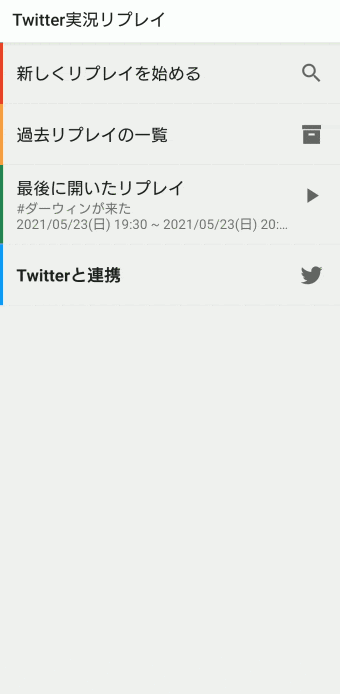 Twitter実況リプレイ
新しくリプレイを始める
過去リプレイの一覧
最後に開いたリプレイ
#ダーウィンが来た
2021/05/23(日) 19:30 ~ 2021/05/23(日) 20:...
Twitterと連携